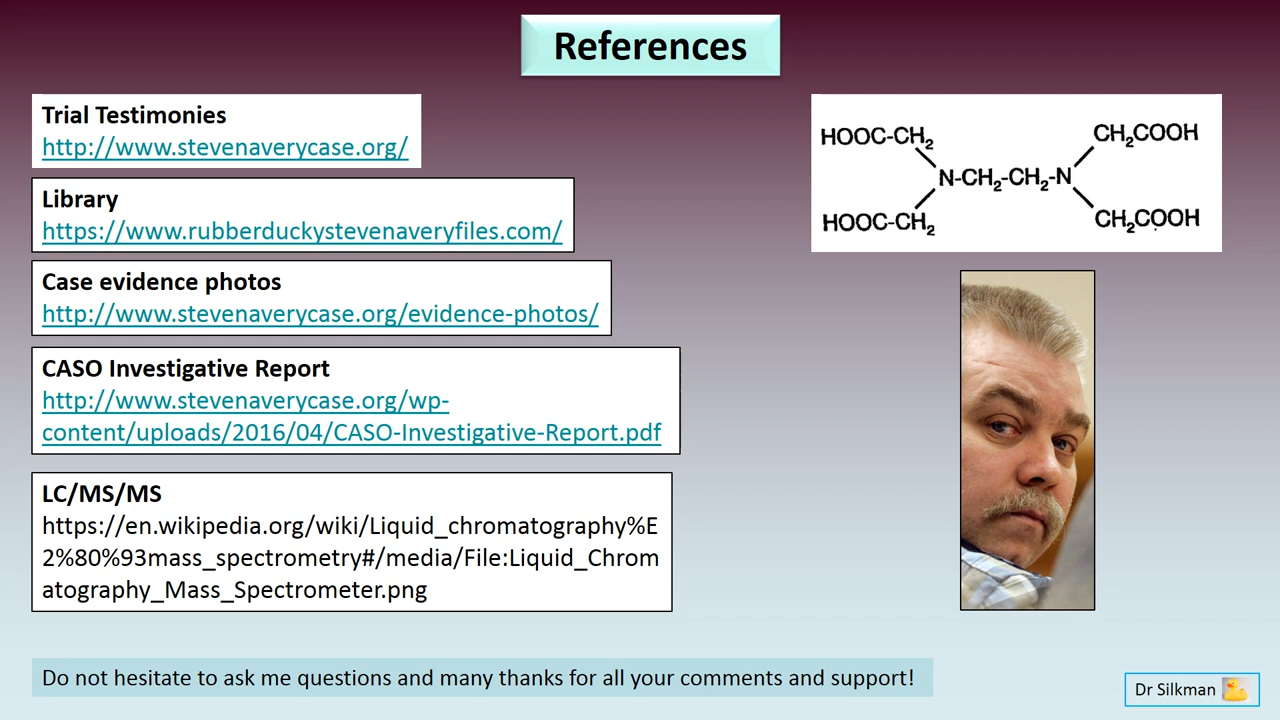 References
Trial Testimonies
http://www.stevenaverycase.org/
Library
https://www.rubberduckystevenaveryfiles.com/
Case evidence photos
http://www.stevenaverycase.org/evidence-photos/
CASO Investigative Report
http://www.stevenaverycase.org/wp-
content/uploads/2016/04/CASO-Investigative-Report.pdf
LC/MS/MS
https://en.wikipedia.org/wiki/Liquid_chromatography%E
2%80%93mass_spectrometry#/media/File:Liquid_Chrom
atography_Mass_Spectrometer.png
HOOC-CH2
CH2COOH
N-CH2-CH2-N
HOOC-CH2
CH2COOH
Do not hesitate to ask me questions and many thanks for all your comments and support!
Dr Silkman